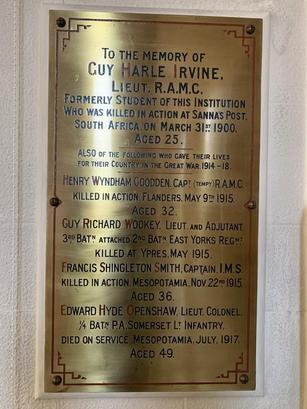 TO THE MEMORY OF
GUY HARLE IRVINE,
LIEUT. R.A.M.C.
FORMERLY STUDENT OF THIS INSTITUTION
WHO WAS KILLED IN ACTION AT SANNA'S POST,
SOUTH AFRICA, ON MARCH 31ST 1900.
AGED 25.
ALSO OF THE FOLLOWING WHO GAVE THEIR LIVES
FOR THEIR COUNTRY, IN THE GREAT WAR, 1914-18.
HENRY WYNDHAM GOODDEN, CAPT (TEMPY) R.A.M.C.
KILLED IN ACTION, FLANDERS, MAY 9TH 1915.
AGED 32.
GUY RICHARD WOOKEY, LIEUT. AND ADJUTANT
3RD BATN ATTACHED 2ND BATN EAST YORKS REGMT
KILLED AT YPRES, MAY 1915.
FRANCIS SHINGLETON SMITH, CAPTAIN, I.M.S.
KILLED IN ACTION, MESOPOTAMIA, NOV. 22ND 1915
AGED 36.
EDWARD HYDE OPENSHAW, LIEUT. COLONEL,
1/4 BATN P.A. SOMERSET LT INFANTRY.
DIED ON SERVICE, MESOPOTAMIA, JULY, 1917.
AGED 49.